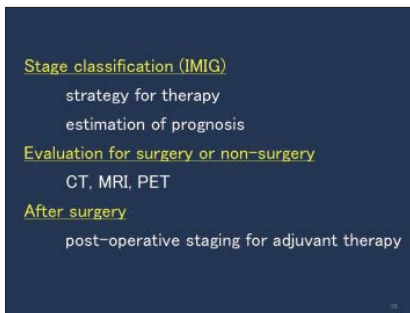 Stage classification (IMIG)
strategy for therapy
estimation of prognosis
Evaluation for surgery or non-surgery
CT, MRI, PET
After surgery
post-operative staging for adjuvant therapy